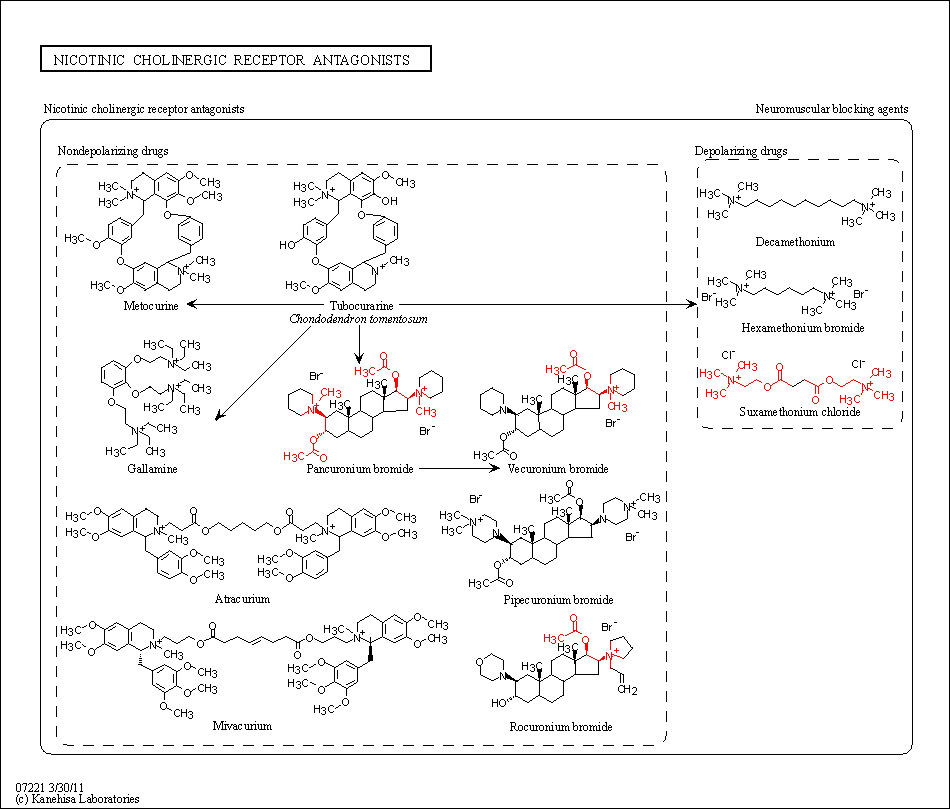 NICOTINIC CHOLINERGIC RECEPTOR ANTAGONISTS
Nicotinic cholinergic receptor antagonists
Neuromuscular blocking agents
Nondepolarizing drugs
Depolarizing drugs
Decamethonium
Metocurine
Tubocurarine
Chondodendron tomentosum
Hexamethonium bromide
Suxamethonium chloride
Gallamine
Pancuronium bromide
Vecuronium bromide
Atracurium
Pipecuronium bromide
Mivacurium
Rocuronium bromide
07221 3/30/11
(c) Kanehisa Laboratories